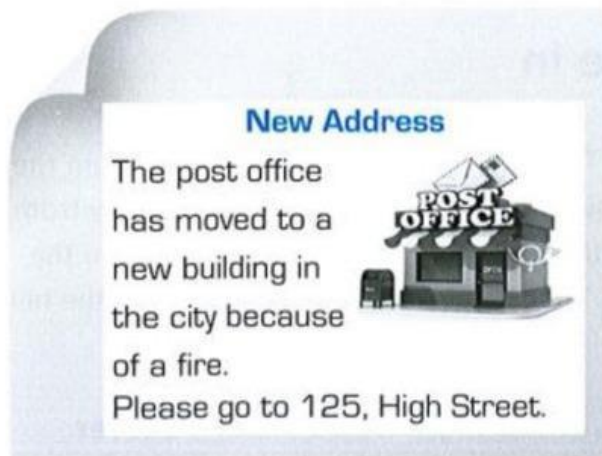 New Address
The post office
has moved to a
new building in
the city because
of a fire.
Please go to 125, High Street.
POST
OFFICE